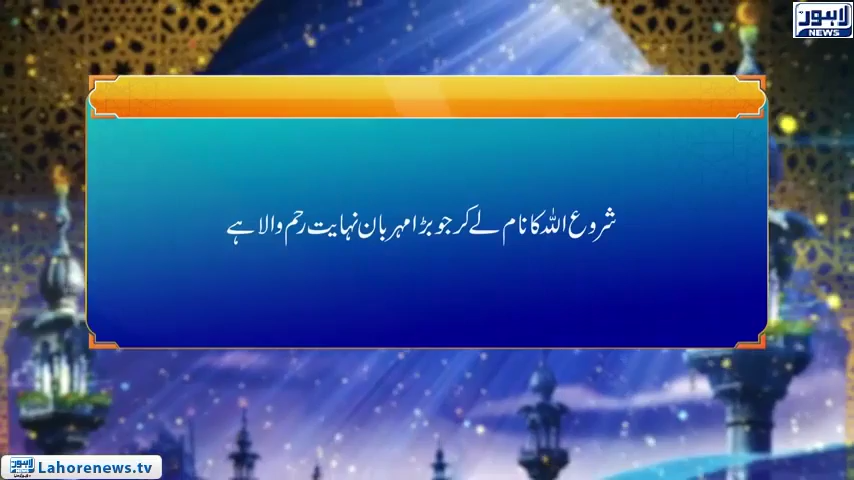 لاہور
NEWS
شروع اللہ کا نام لے کر جو بڑا مہربان نہایت رحم والا ہے
لاہور
Lahorenews.tv